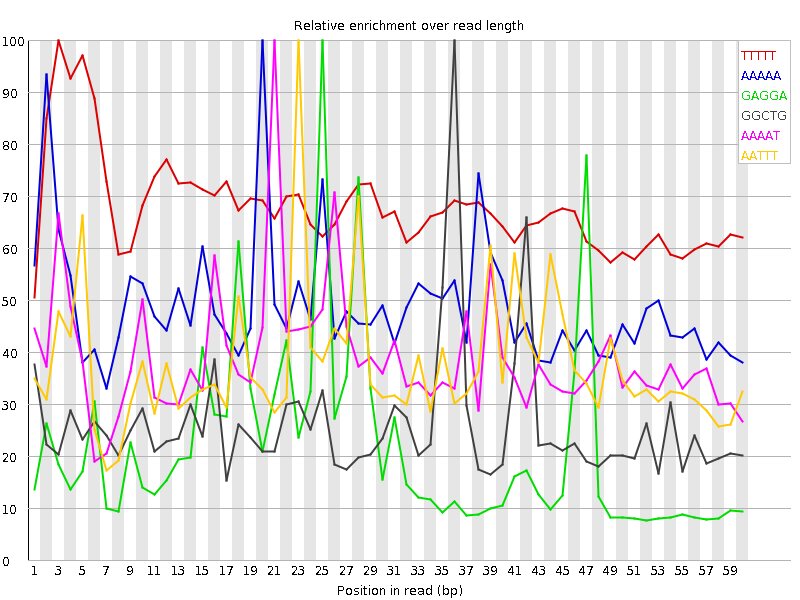 Relative enrichment over read length
100
90
80
70
60
50
40
30
20
10
0
TTTTT
AAAAA
GAGGA
GGCTG
AAAAT
AATTT
1 3 5 7 9 11 13 15 17 19 21 23 25 27 29 31 33 35 37 39 41 43 45 47 49 51 53 55 57 59
Position in read (bp)